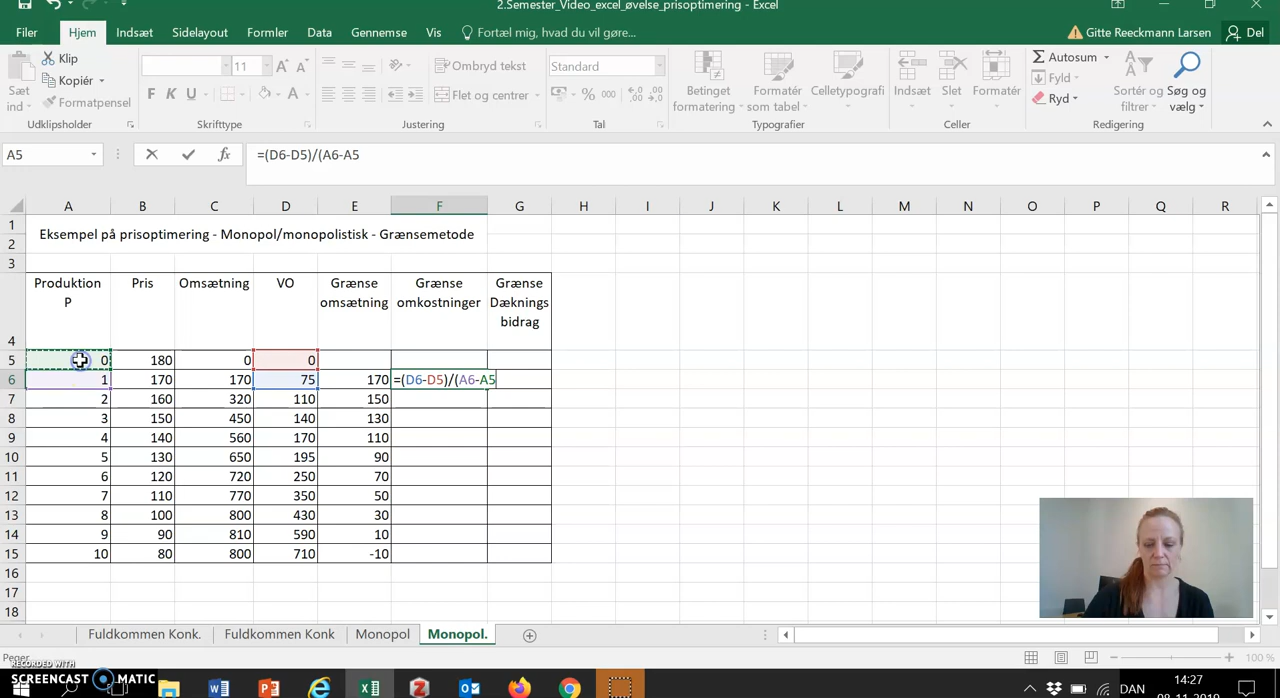 2.Semester_Video_excel_øvelse_prisoptimering - Excel
Filer Hjem Indsæt Sidelayout Formler Data Gennemse Vis Fortæl mig, hvad du vil gøre... Gitte Reeckmann Larsen Del
Sæt ind Klip Kopiér Formatpensel
Udklipsholder
11
F K U A
Skrifttype
Ombryd tekst
Flet og centrer
Justering
Standard
% 000
Tal
Betinget formatering Formatér som tabel Celletypografi
Typografier
Indsæt Slet Formatér
Celler
Autosum Fyld Ryd
Sortér og filtrer Søg og vælg
Redigering
A5 fx =(D6-D5)/(A6-A5
A B C D E F G H I J K L M N O P Q R
1
2 Eksempel på prisoptimering - Monopol/monopolistisk - Grænsemetode
3
4 Produktion P Pris Omsætning VO Grænse omsætning Grænse omkostninger Grænse Dæknings bidrag
5 0 180 0 0
6 1 170 170 75 170 =(D6-D5)/(A6-A5
7 2 160 320 110 150
8 3 150 450 140 130
9 4 140 560 170 110
10 5 130 650 195 90
11 6 120 720 250 70
12 7 110 770 350 50
13 8 100 800 430 30
14 9 90 810 590 10
15 10 80 800 710 -10
16
17
18
Fuldkommen Konk. Fuldkommen Konk Monopol Monopol.
Peger 100 %
RECORDED WITH
SCREENCAST MATIC
DAN 14:27